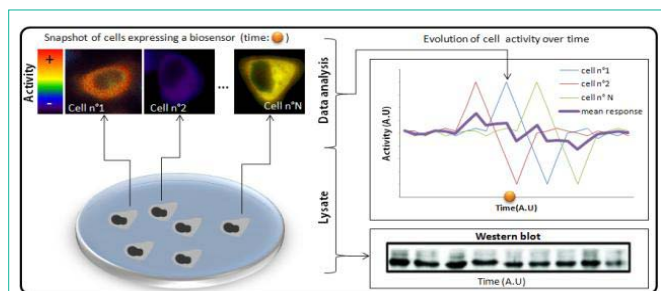 Snapshot of cells expressing a biosensor (time: )
Evolution of cell activity over time
+
Activity
-
Cell n°1
Cell n°2
...
Cell n°N
Data analysis
Lysate
cell n°1
cell n°2
cell n° N
mean response
Activity (A.U)
Time(A.U)
Western blot
Time (A.U)